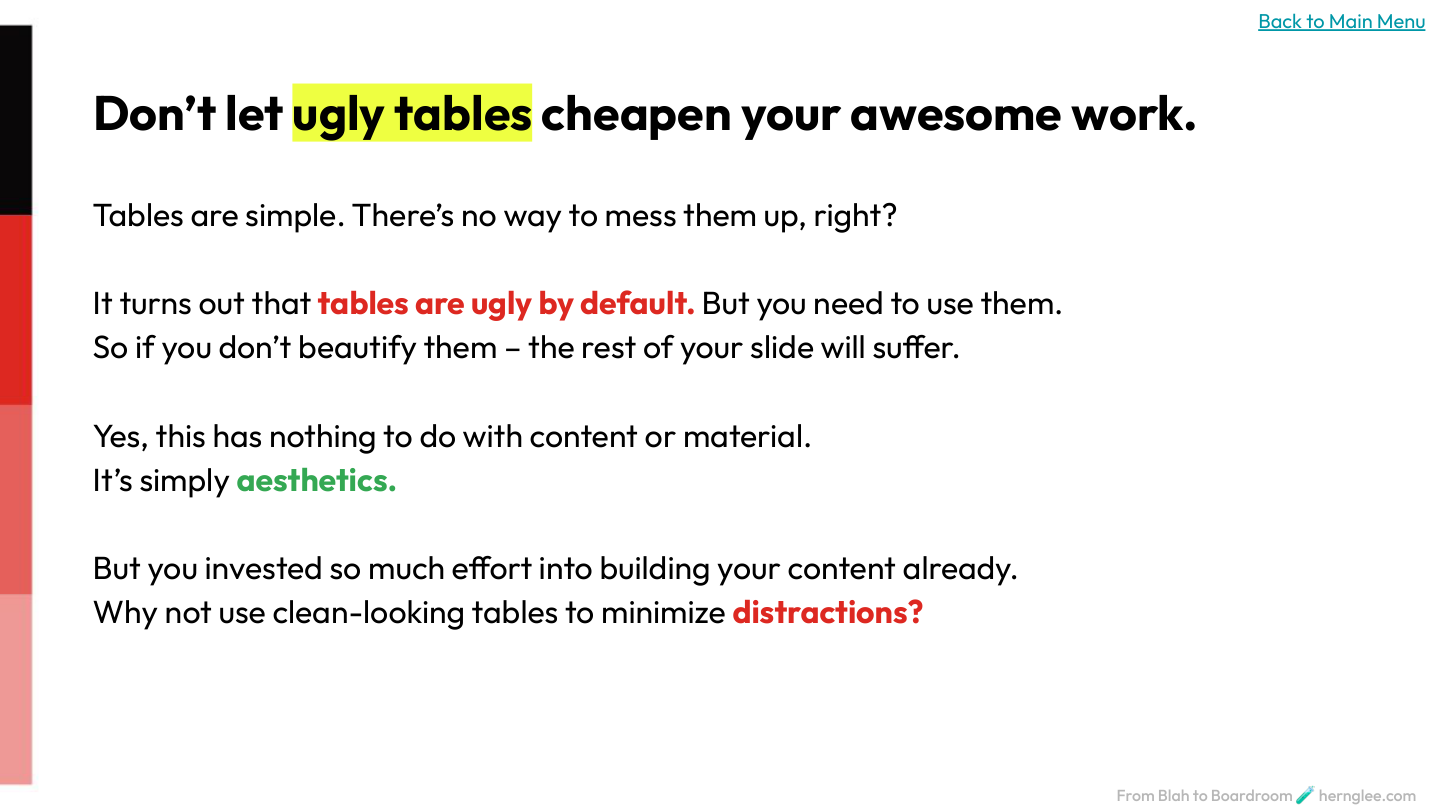 Back to Main Menu
Don’t let ugly tables cheapen your awesome work.
Tables are simple. There’s no way to mess them up, right?
It turns out that tables are ugly by default. But you need to use them.
So if you don’t beautify them – the rest of your slide will suffer.
Yes, this has nothing to do with content or material.
It’s simply aesthetics.
But you invested so much effort into building your content already.
Why not use clean-looking tables to minimize distractions?
From Blah to Boardroom 🧪 hernglee.com